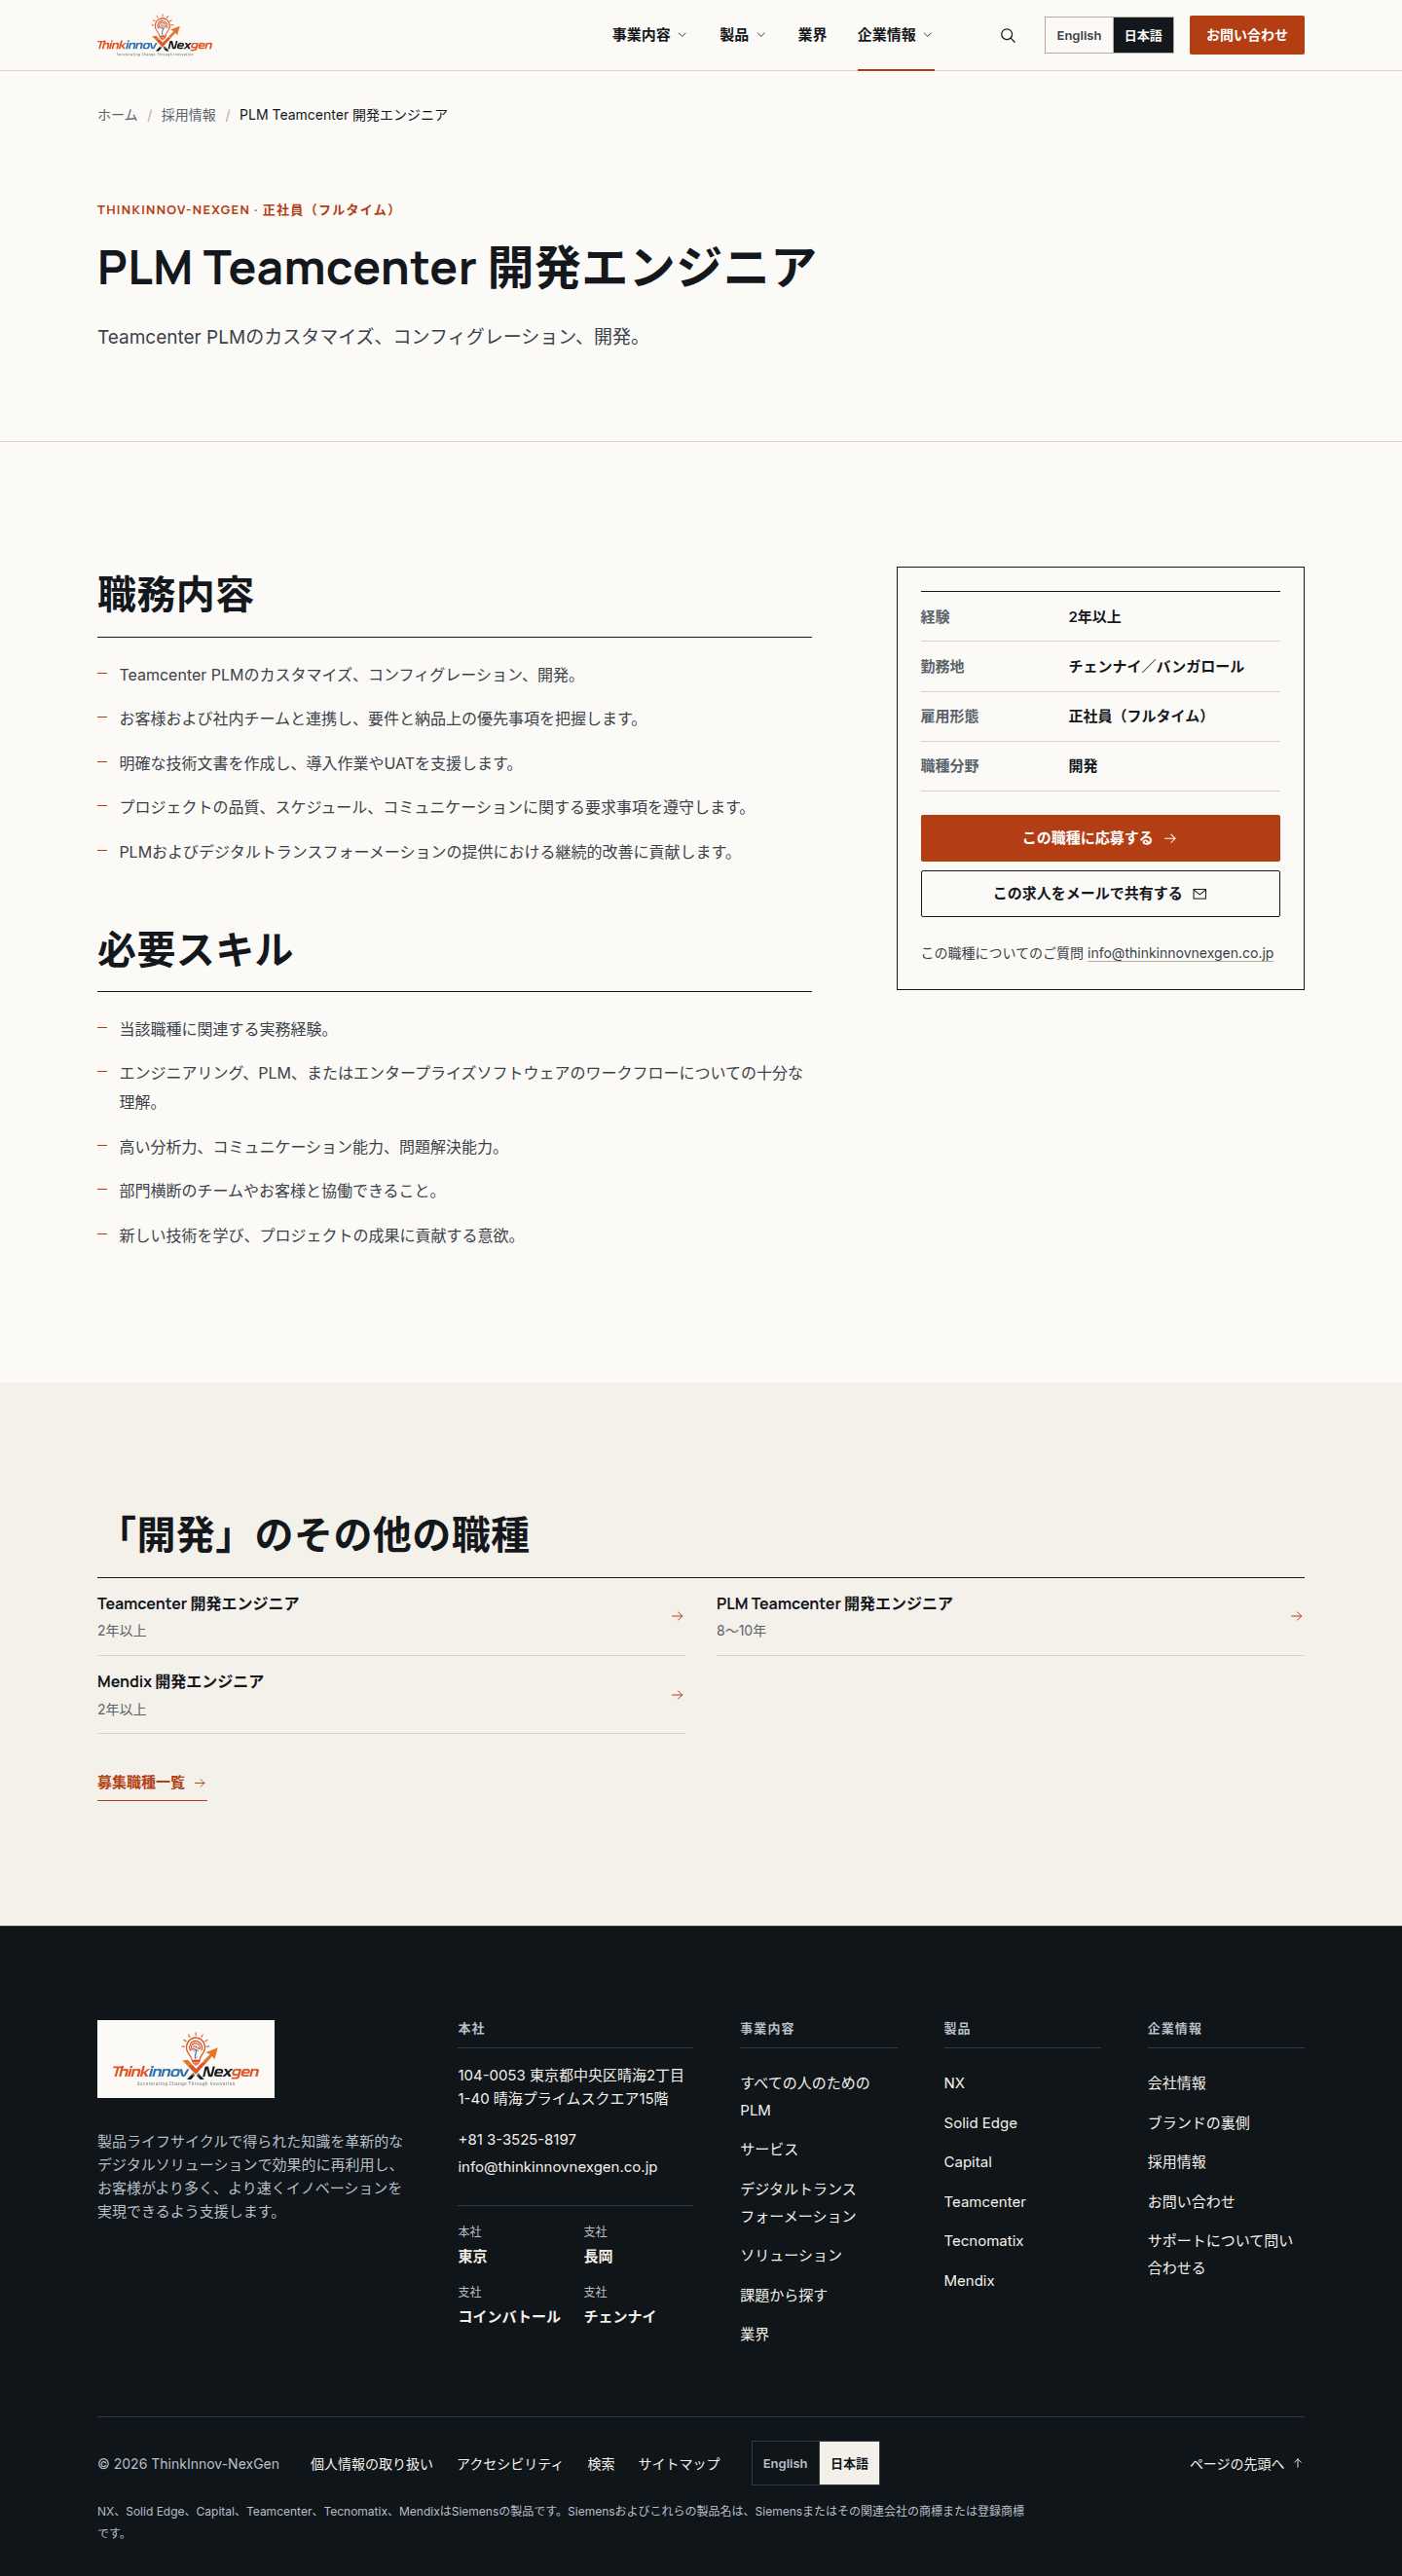 Thinkinnov Nexgen
Accelerating Change Through Innovation
事業内容
製品
業界
企業情報
English
日本語
お問い合わせ
ホーム / 採用情報 / PLM Teamcenter 開発エンジニア
THINKINNOV-NEXGEN · 正社員（フルタイム）
PLM Teamcenter 開発エンジニア
Teamcenter PLMのカスタマイズ、コンフィグレーション、開発。
職務内容
Teamcenter PLMのカスタマイズ、コンフィグレーション、開発。
お客様および社内チームと連携し、要件と納品上の優先事項を把握します。
明確な技術文書を作成し、導入作業やUATを支援します。
プロジェクトの品質、スケジュール、コミュニケーションに関する要求事項を遵守します。
PLMおよびデジタルトランスフォーメーションの提供における継続的改善に貢献します。
必要スキル
当該職種に関連する実務経験。
エンジニアリング、PLM、またはエンタープライズソフトウェアのワークフローについての十分な
理解。
高い分析力、コミュニケーション能力、問題解決能力。
部門横断のチームやお客様と協働できること。
新しい技術を学び、プロジェクトの成果に貢献する意欲。
経験 2年以上
勤務地 チェンナイ／バンガロール
雇用形態 正社員（フルタイム）
職種分野 開発
この職種に応募する →
この求人をメールで共有する
この職種についてのご質問 info@thinkinnovnexgen.co.jp
「開発」のその他の職種
Teamcenter 開発エンジニア
2年以上
→
PLM Teamcenter 開発エンジニア
8〜10年
→
Mendix 開発エンジニア
2年以上
→
募集職種一覧 →
Thinkinnov Nexgen
Accelerating Change Through Innovation
製品ライフサイクルで得られた知識を革新的な
デジタルソリューションで効果的に再利用し、
お客様がより多く、より速くイノベーションを
実現できるよう支援します。
本社
104-0053 東京都中央区晴海2丁目
1-40 晴海プライムスクエア15階
+81 3-3525-8197
info@thinkinnovnexgen.co.jp
本社
東京
支社
長岡
支社
コインバトール
支社
チェンナイ
事業内容
すべての人のための
PLM
サービス
デジタルトランス
フォーメーション
ソリューション
課題から探す
業界
製品
NX
Solid Edge
Capital
Teamcenter
Tecnomatix
Mendix
企業情報
会社情報
ブランドの裏側
採用情報
お問い合わせ
サポートについて問い
合わせる
© 2026 ThinkInnov-NexGen
個人情報の取り扱い
アクセシビリティ
検索
サイトマップ
English
日本語
ページの先頭へ ↑
NX、Solid Edge、Capital、Teamcenter、Tecnomatix、MendixはSiemensの製品です。Siemensおよびこれらの製品名は、Siemensまたはその関連会社の商標または登録商標
です。